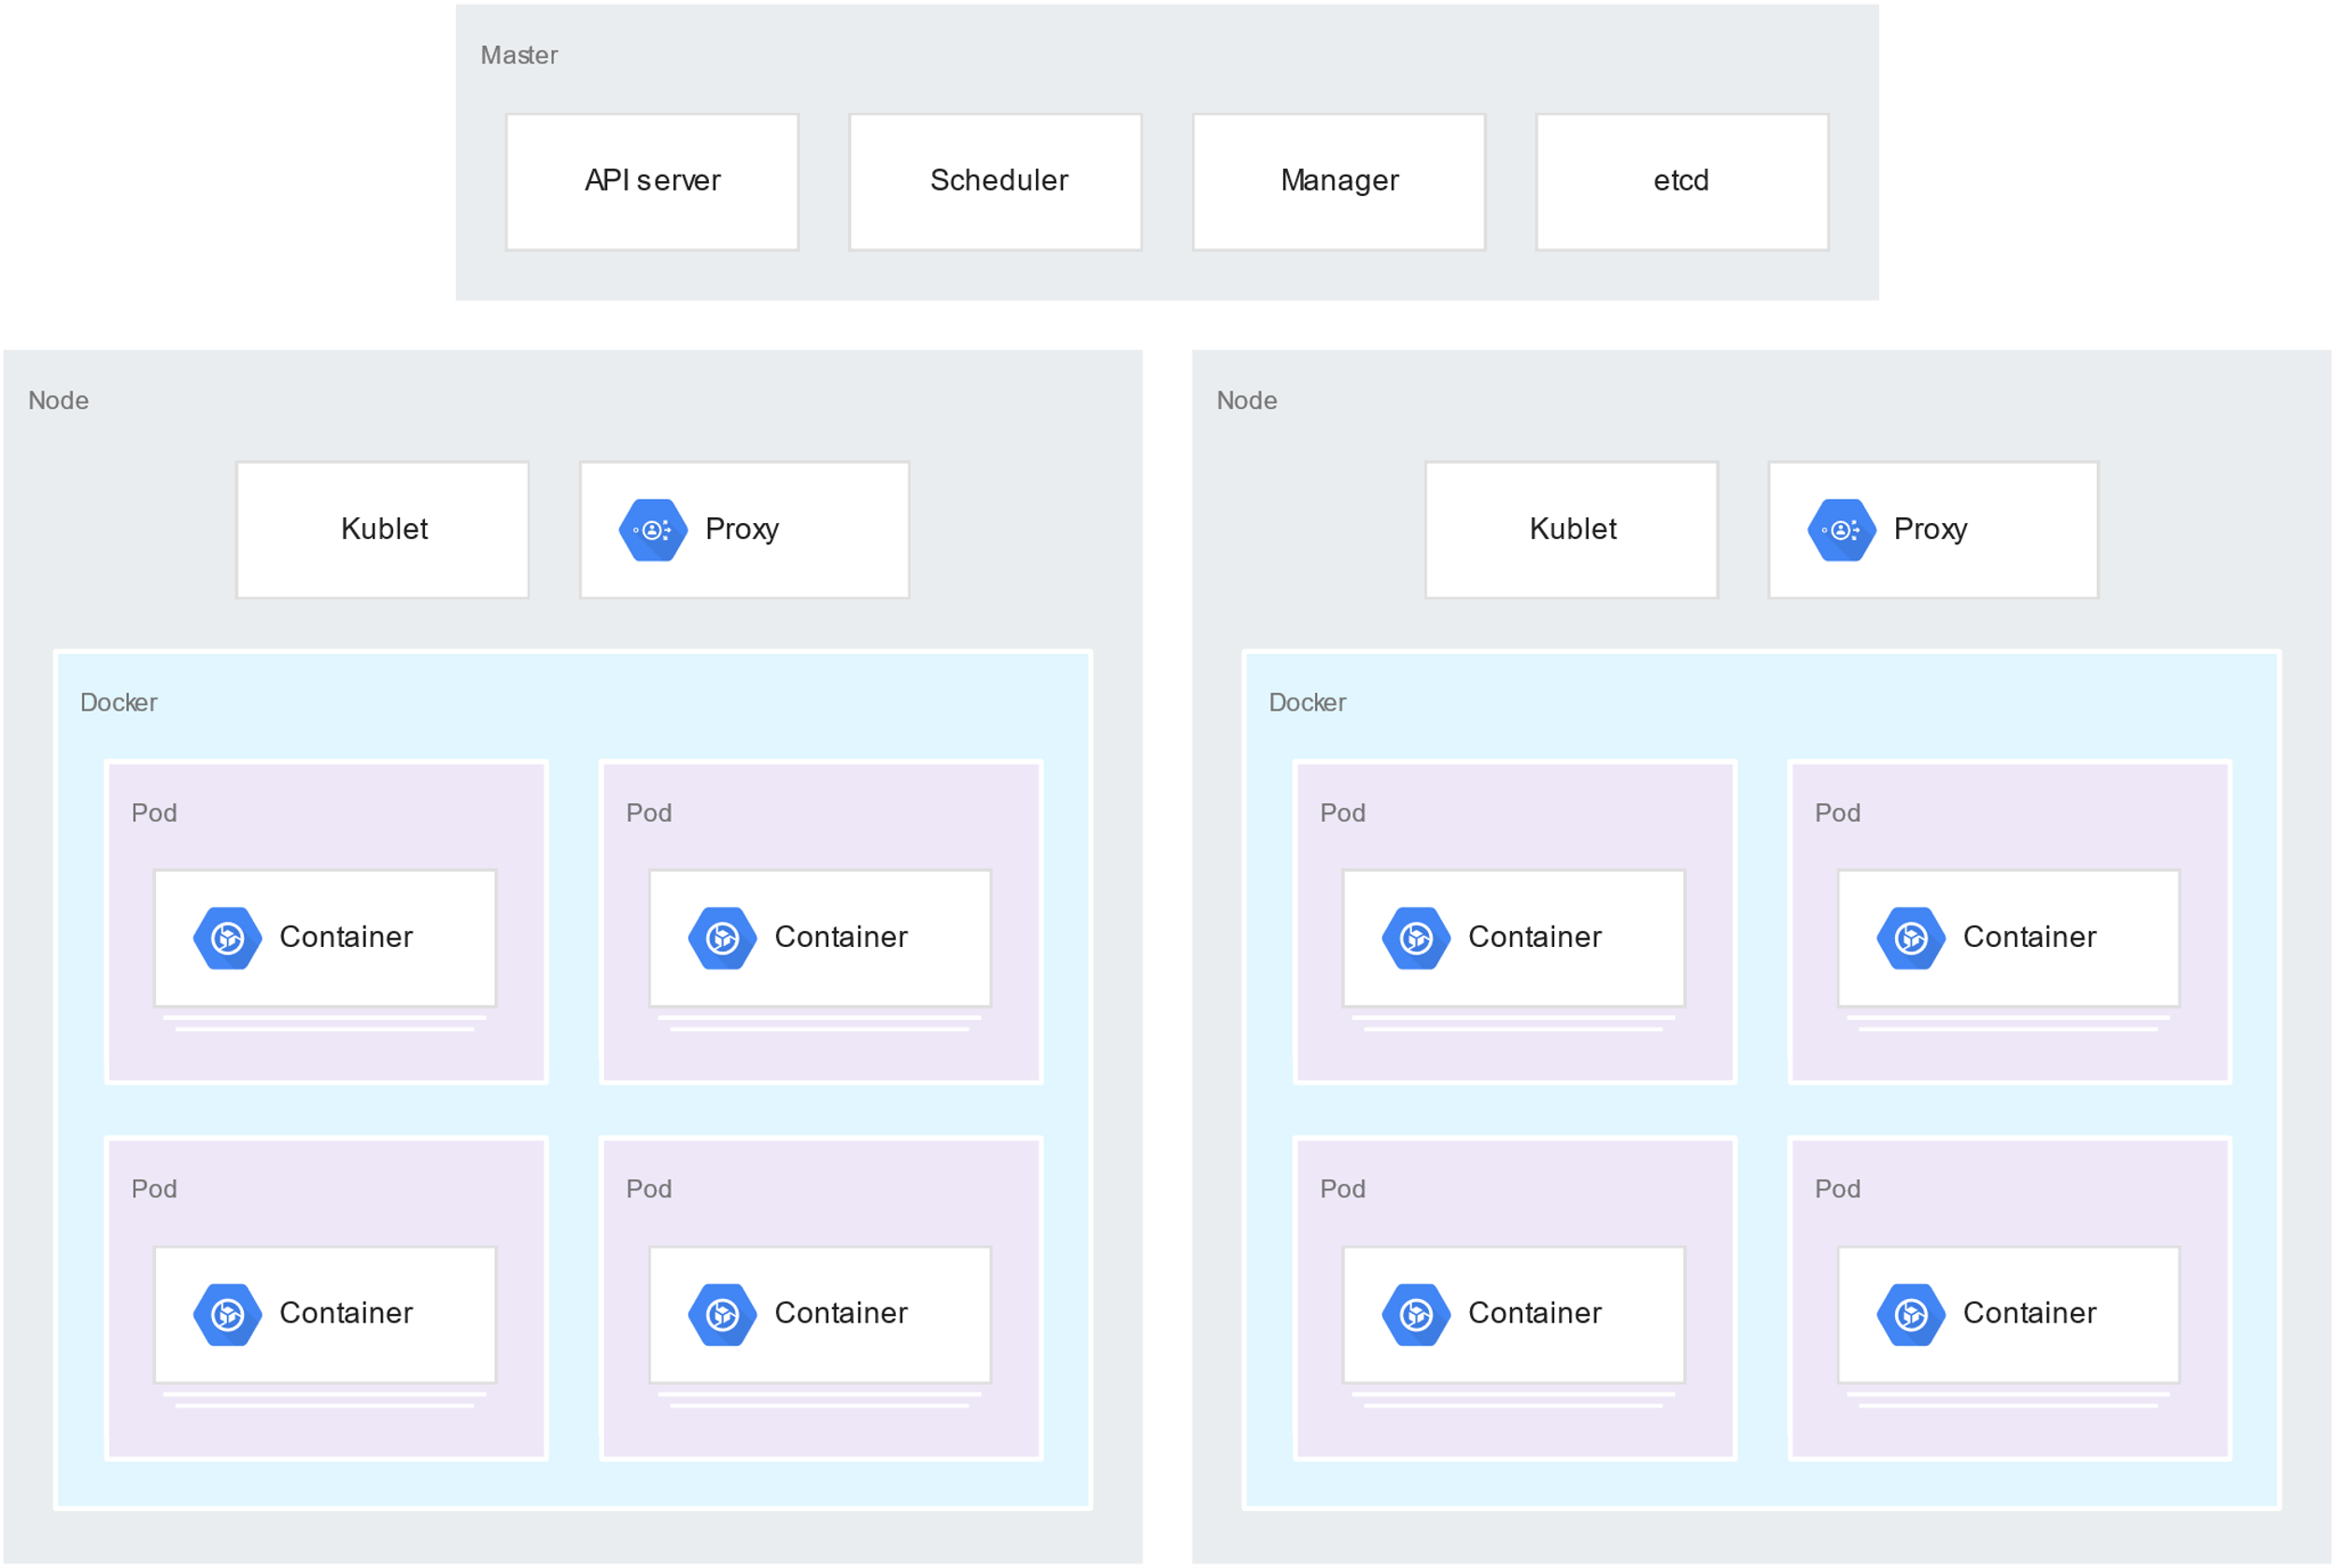 Master
API server
Scheduler
Manager
etcd
Node
Kublet
Proxy
Docker
Pod
Container
Pod
Container
Pod
Container
Pod
Container
Node
Kublet
Proxy
Docker
Pod
Container
Pod
Container
Pod
Container
Pod
Container